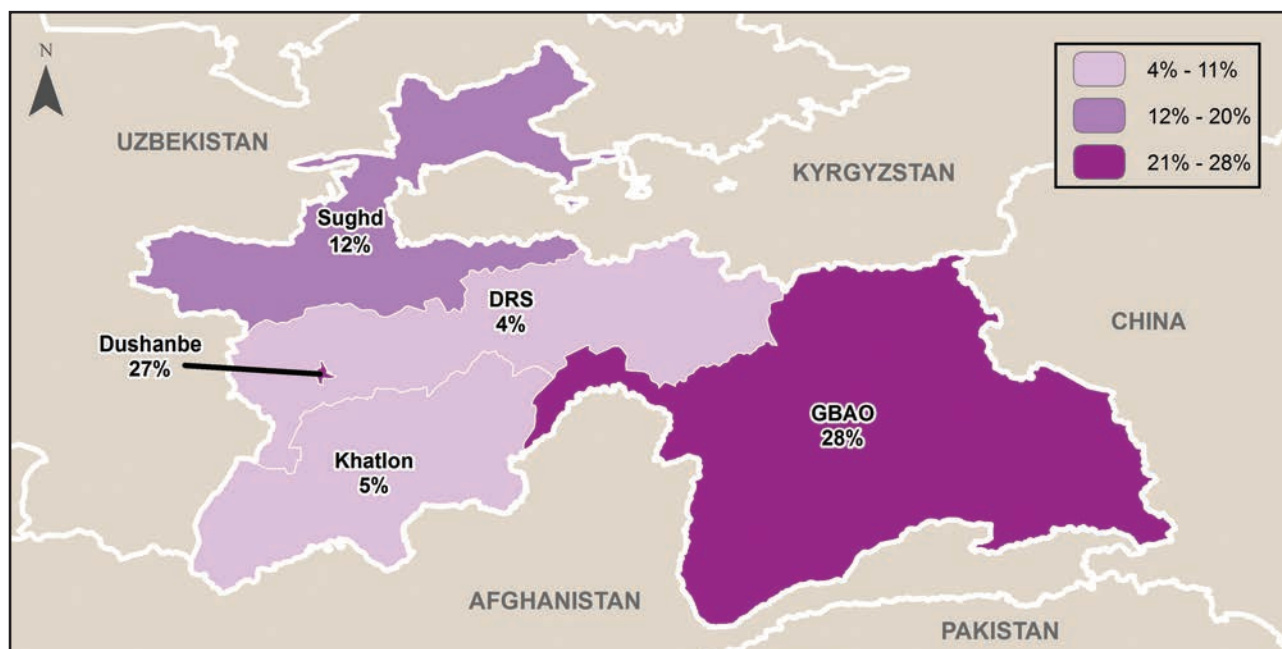 N
4% - 11%
12% - 20%
21% - 28%
UZBEKISTAN
KYRGYZSTAN
Sughd
12%
DRS
4%
CHINA
Dushanbe
27%
GBAO
28%
Khatlon
5%
AFGHANISTAN
PAKISTAN